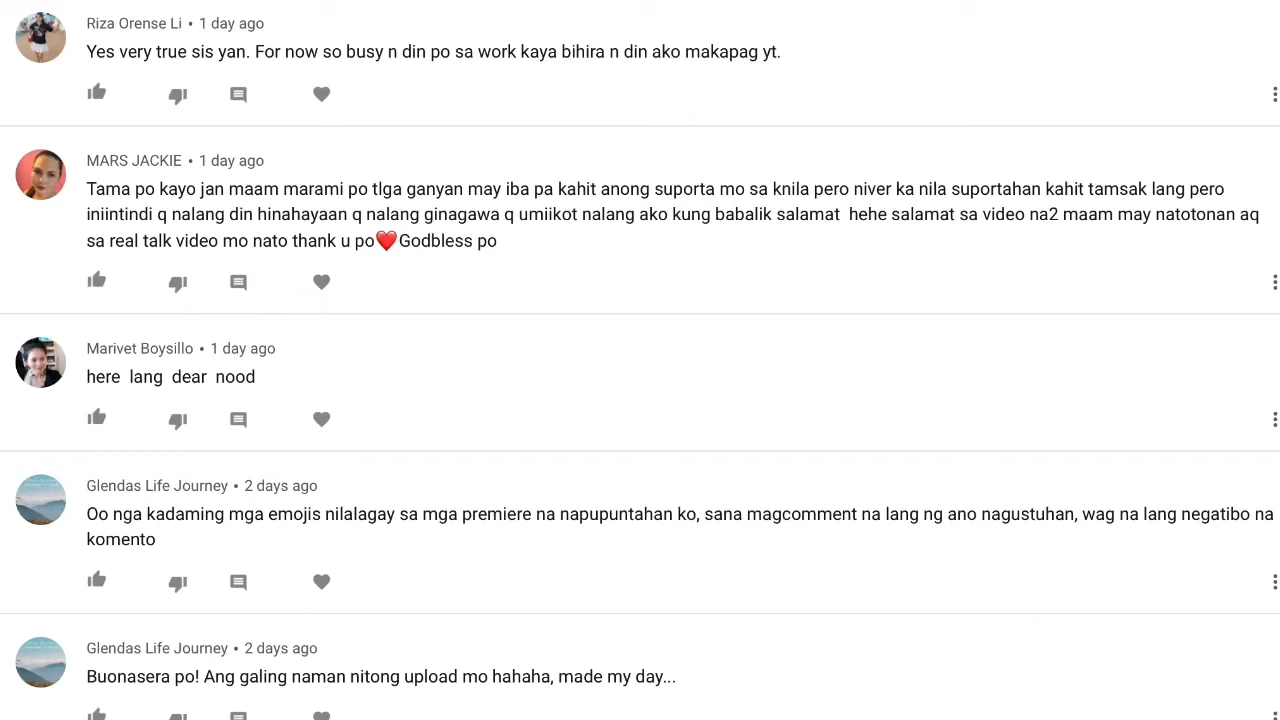 Riza Orense Li • 1 day ago
Yes very true sis yan. For now so busy n din po sa work kaya bihira n din ako makapag yt.
MARS JACKIE • 1 day ago
Tama po kayo jan maam marami po tlga ganyan may iba pa kahit anong suporta mo sa knila pero niver ka nila suportahan kahit tamsak lang pero
iniintindi q nalang din hinahayaan q nalang ginagawa q umiikot nalang ako kung babalik salamat  hehe salamat sa video na2 maam may natotonan aq
sa real talk video mo nato thank u po❤️Godbless po
Marivet Boysillo • 1 day ago
here  lang  dear  nood
Glendas Life Journey • 2 days ago
Oo nga kadaming mga emojis nilalagay sa mga premiere na napupuntahan ko, sana magcomment na lang ng ano nagustuhan, wag na lang negatibo na
komento
Glendas Life Journey • 2 days ago
Buonasera po! Ang galing naman nitong upload mo hahaha, made my day...